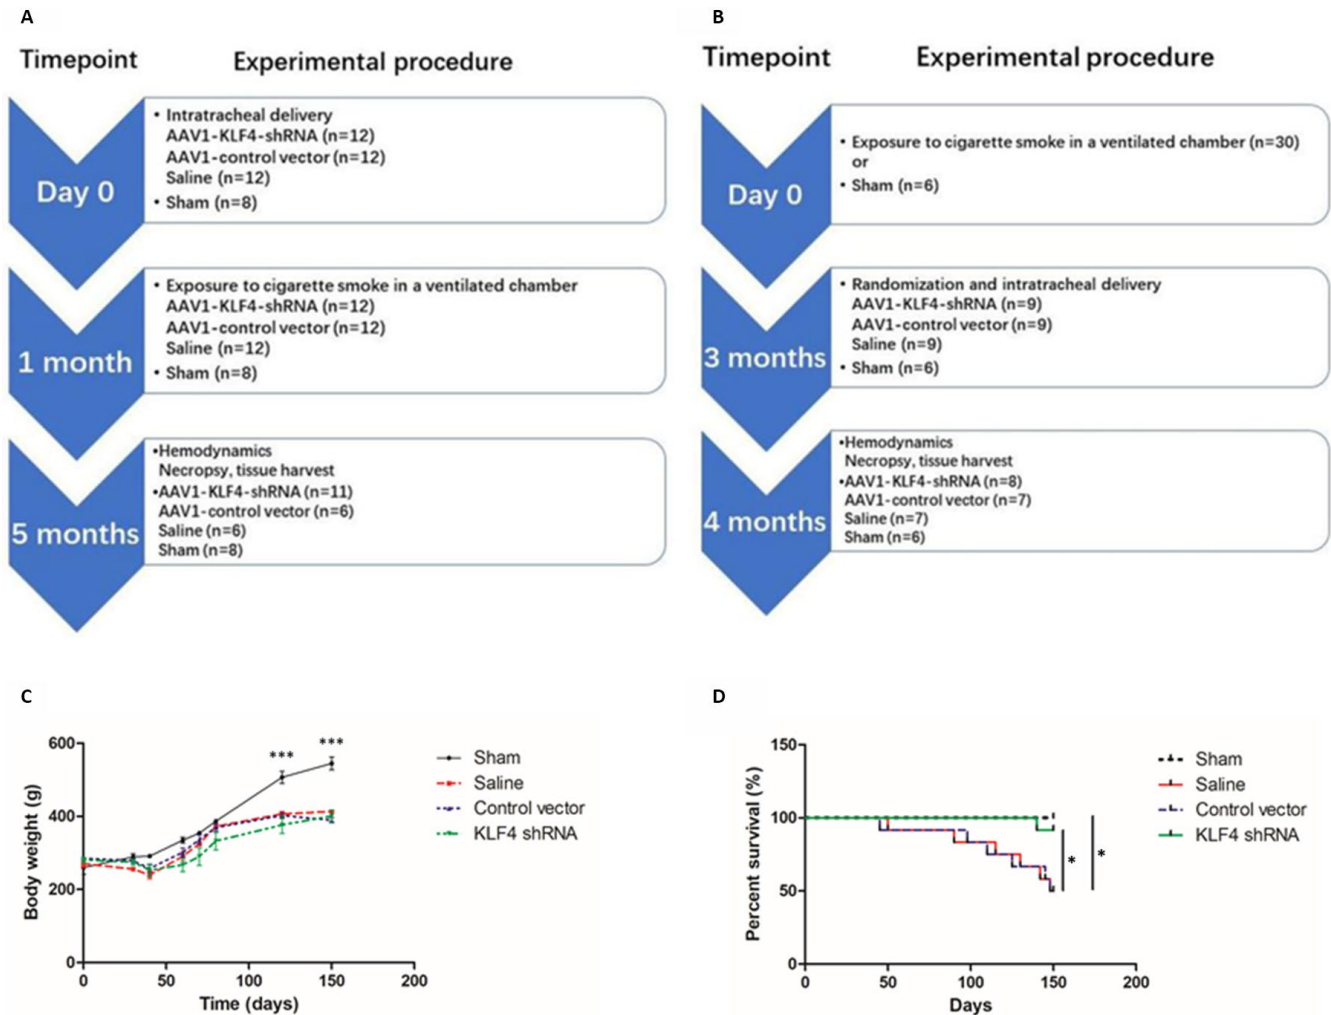 A
Timepoint
Experimental procedure
Day 0
• Intratracheal delivery
AAV1-KLF4-shRNA (n=12)
AAV1-control vector (n=12)
Saline (n=12)
• Sham (n=8)
1 month
• Exposure to cigarette smoke in a ventilated chamber
AAV1-KLF4-shRNA (n=12)
AAV1-control vector (n=12)
Saline (n=12)
• Sham (n=8)
5 months
•Hemodynamics
Necropsy, tissue harvest
•AAV1-KLF4-shRNA (n=11)
AAV1-control vector (n=6)
Saline (n=6)
Sham (n=8)
B
Timepoint
Experimental procedure
Day 0
• Exposure to cigarette smoke in a ventilated chamber (n=30)
or
• Sham (n=6)
3 months
• Randomization and intratracheal delivery
AAV1-KLF4-shRNA (n=9)
AAV1-control vector (n=9)
Saline (n=9)
• Sham (n=6)
4 months
•Hemodynamics
Necropsy, tissue harvest
•AAV1-KLF4-shRNA (n=8)
AAV1-control vector (n=7)
Saline (n=7)
Sham (n=6)
C
Body weight (g)
600
400
200
0
0 50 100 150 200
Time (days)
*** ***
Sham
Saline
Control vector
KLF4 shRNA
D
Percent survival (%)
150
100
50
0
0 50 100 150 200
Days
* *
Sham
Saline
Control vector
KLF4 shRNA